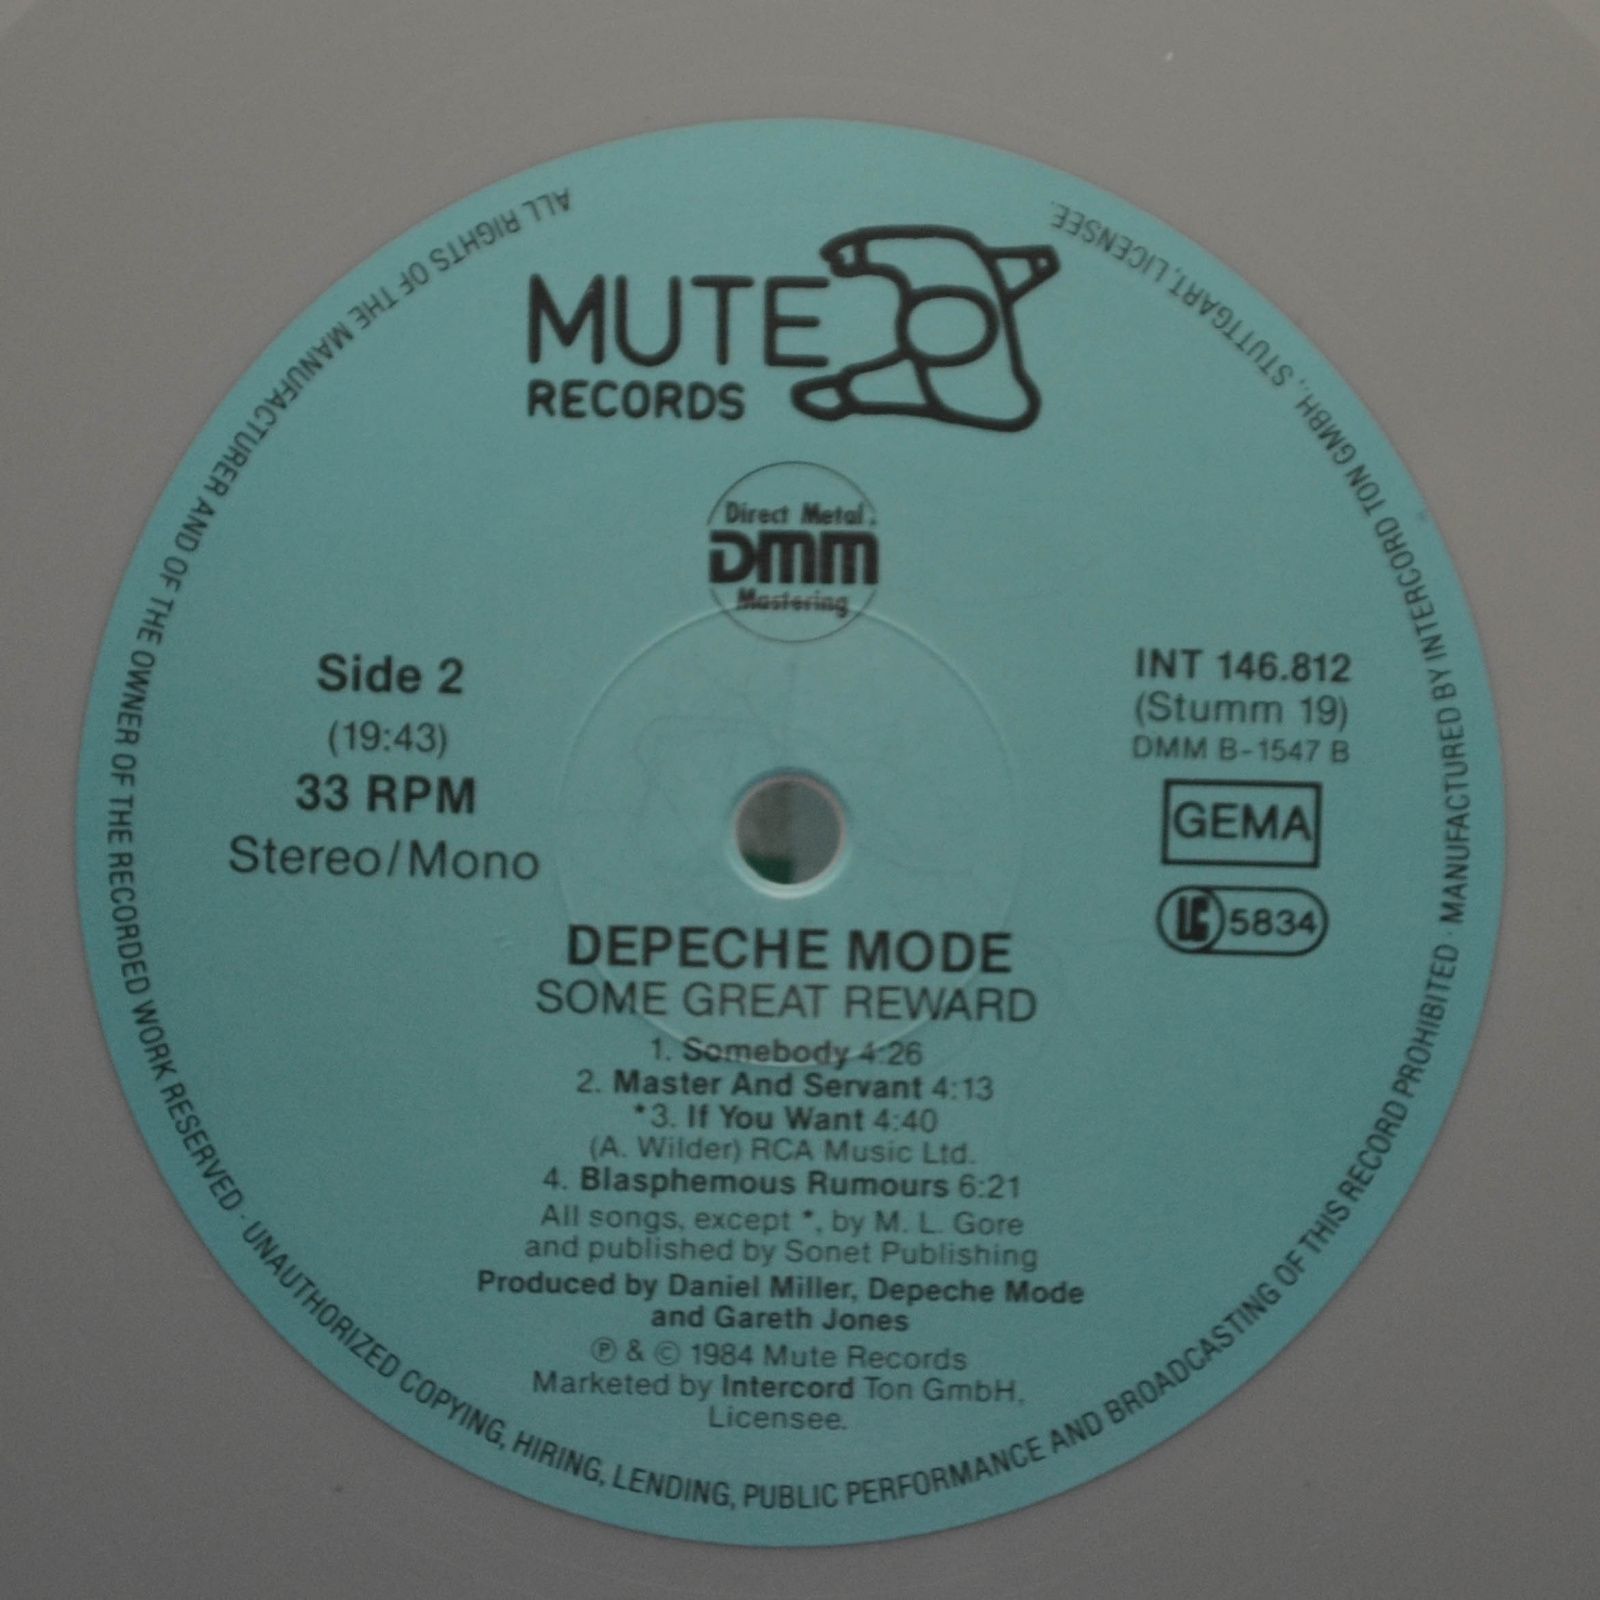 MUTE
RECORDS
Direct Metal
DMM
Mastering
Side 2
(19:43)
33 RPM
Stereo/Mono
INT 146.812
(Stumm 19)
DMM B-1547 B
GEMA
LC 5834
DEPECHE MODE
SOME GREAT REWARD
1. Somebody 4:26
2. Master And Servant 4:13
*3. If You Want 4:40
(A. Wilder) RCA Music Ltd.
4. Blasphemous Rumours 6:21
All songs, except *, by M. L. Gore
and published by Sonet Publishing
Produced by Daniel Miller, Depeche Mode
and Gareth Jones
℗ & © 1984 Mute Records
Marketed by Intercord Ton GmbH,
Licensee.
ALL RIGHTS OF THE MANUFACTURER AND OF THE OWNER OF THE RECORDED WORK RESERVED · UNAUTHORIZED COPYING, HIRING, LENDING, PUBLIC PERFORMANCE AND BROADCASTING OF THIS RECORD PROHIBITED · MANUFACTURED BY INTERCORD TON GMBH., STUTTGART, LICENSEE.